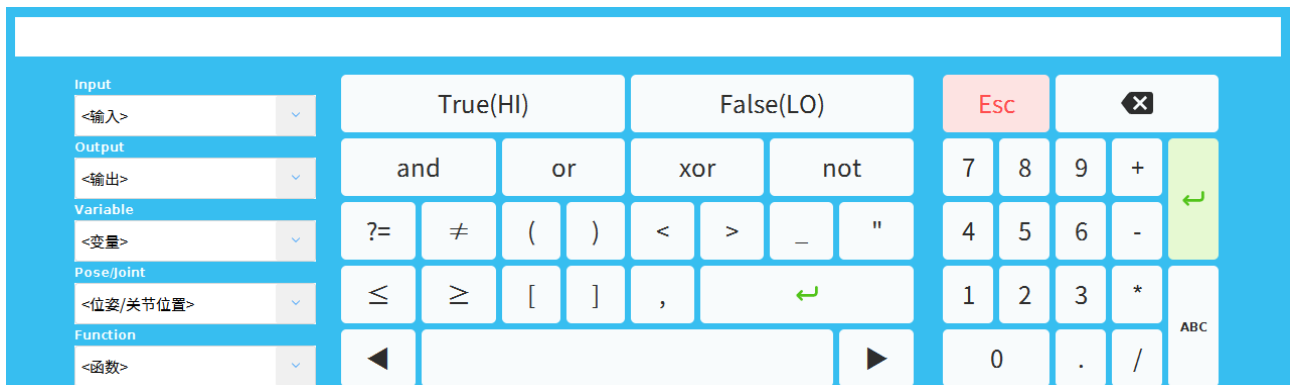 Input
<输入>
Output
<输出>
Variable
<变量>
Pose/Joint
<位姿/关节位置>
Function
<函数>
True(HI) False(LO)
and or xor not
?= ≠ ( ) < > _ "
≤ ≥ [ ] ,
Esc
7 8 9 +
4 5 6 -
1 2 3 *
0 . /
ABC